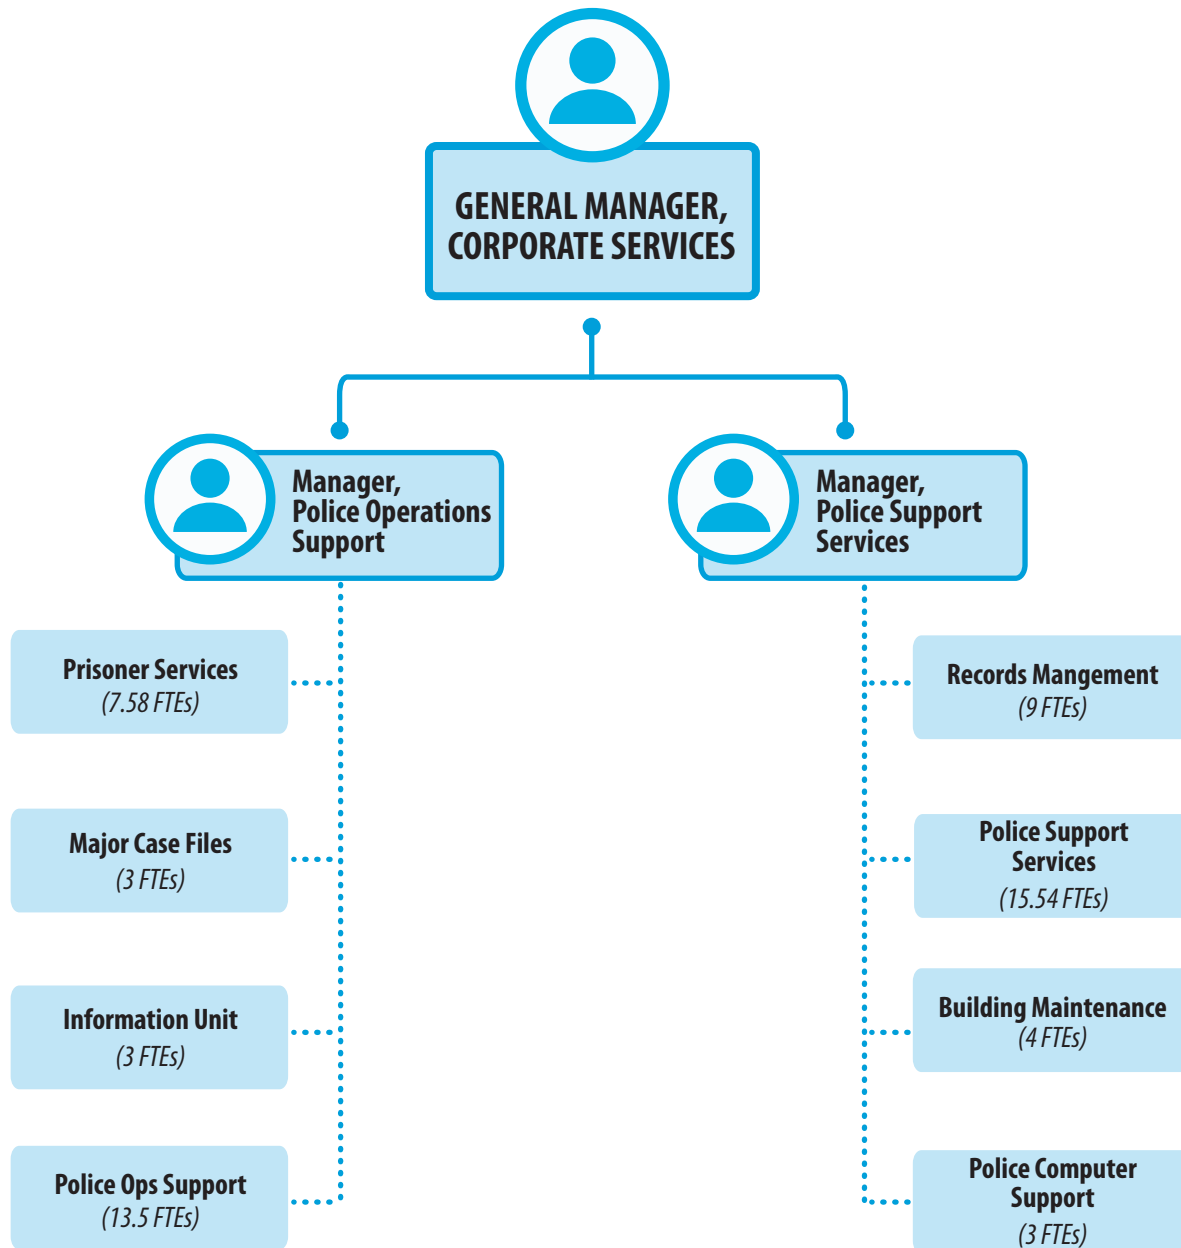 GENERAL MANAGER,
CORPORATE SERVICES
Manager,
Police Operations
Support
Manager,
Police Support
Services
Prisoner Services
(7.58 FTEs)
Major Case Files
(3 FTEs)
Information Unit
(3 FTEs)
Police Ops Support
(13.5 FTEs)
Records Mangement
(9 FTEs)
Police Support
Services
(15.54 FTEs)
Building Maintenance
(4 FTEs)
Police Computer
Support
(3 FTEs)